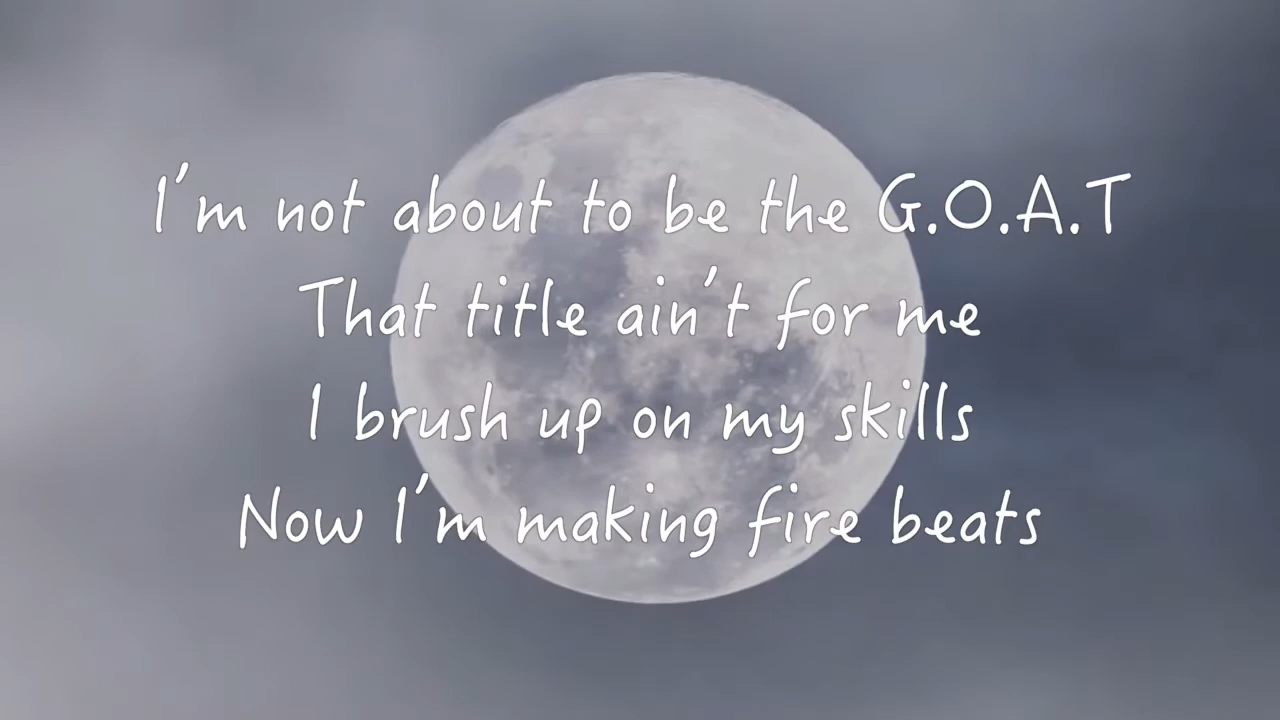 I'm not about to be the G.O.A.T
That title ain't for me
I brush up on my skills
Now I'm making fire beats